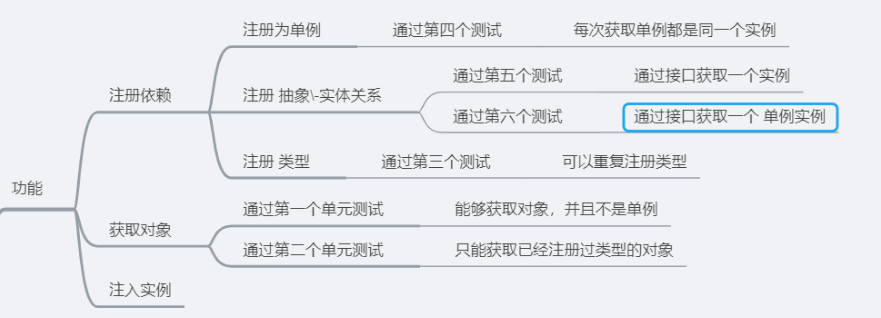 注册为单例 通过第四个测试 每次获取单例都是同一个实例
通过第五个测试 通过接口获取一个实例
注册依赖 注册 抽象\-实体关系
通过第六个测试 通过接口获取一个 单例实例
注册 类型 通过第三个测试 可以重复注册类型
功能
通过第一个单元测试 能够获取对象，并且不是单例
获取对象
通过第二个单元测试 只能获取已经注册过类型的对象
注入实例